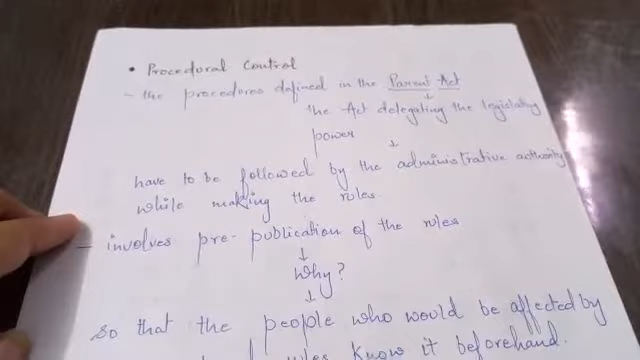 • Procedural Control
- the procedures defined in the Parent Act
↓
the Act delegating the legislating
power
↓
have to be followed by the administrative authority
while making the rules
- involves pre-publication of the rules
↓
Why?
↓
so that the people who would be affected by
rules know it beforehand.